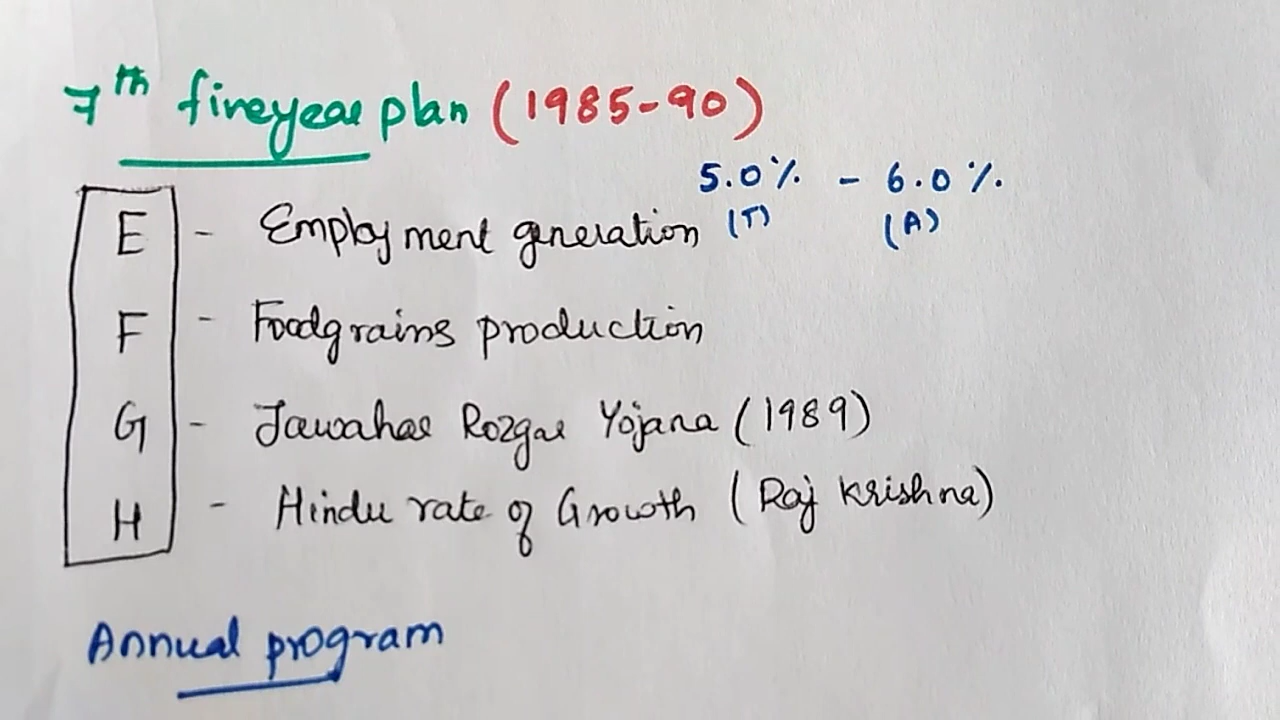 7th fiveyear plan (1985-90)
5.0% - 6.0%
(T) (A)
E - Employment generation
F - Foodgrains production
G - Jawahar Rozgar Yojana (1989)
H - Hindu rate of Growth (Raj Krishna)
Annual program